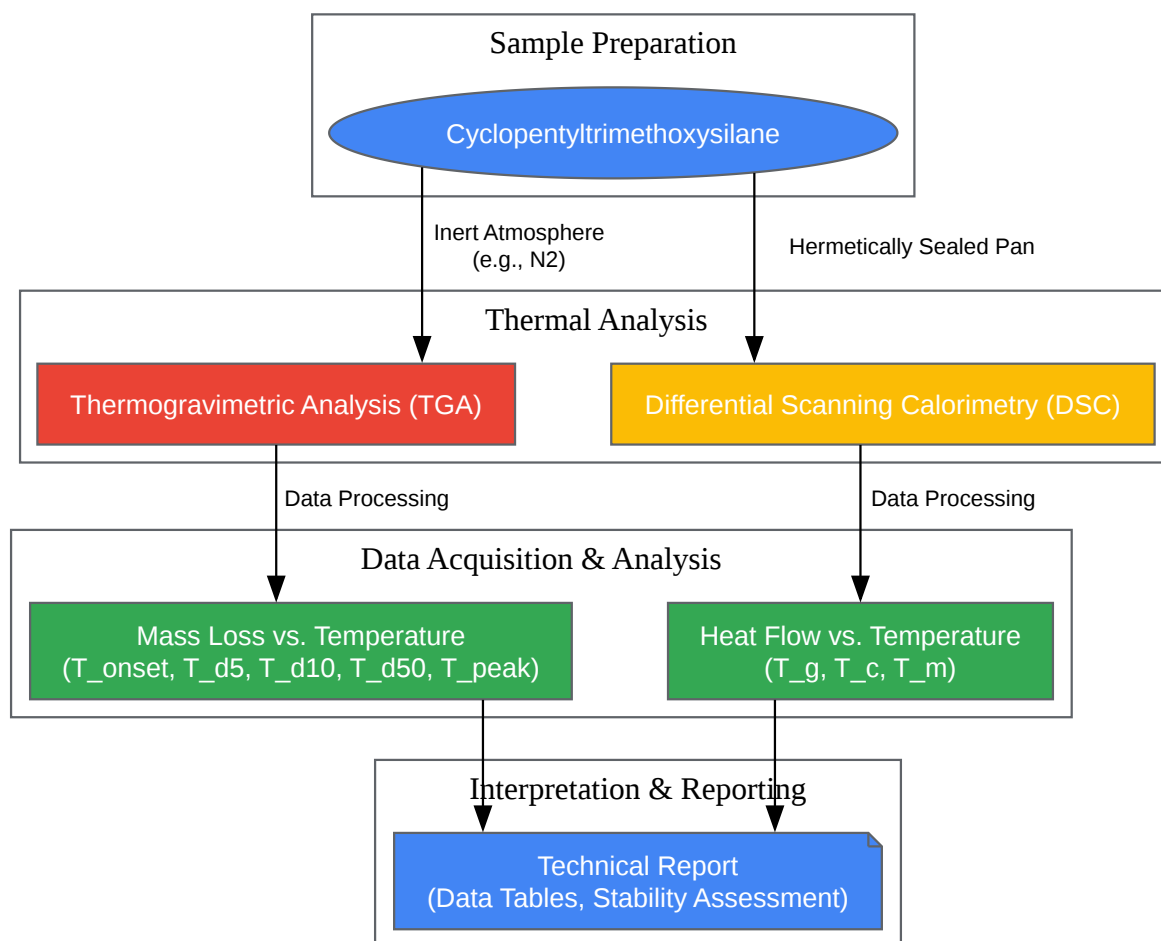 Sample Preparation
Cyclopentyltrimethoxysilane
Inert Atmosphere
(e.g., N2)
Hermetically Sealed Pan
Thermal Analysis
Thermogravimetric Analysis (TGA)
Differential Scanning Calorimetry (DSC)
Data Processing
Data Processing
Data Acquisition & Analysis
Mass Loss vs. Temperature
(T_onset, T_d5, T_d10, T_d50, T_peak)
Heat Flow vs. Temperature
(T_g, T_c, T_m)
Interpretation & Reporting
Technical Report
(Data Tables, Stability Assessment)